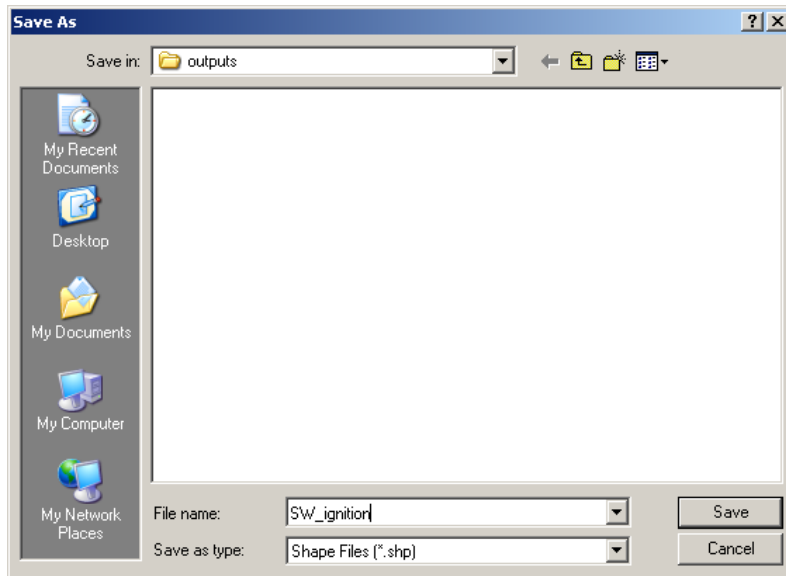 Save As
Save in:
outputs
My Recent
Documents
Desktop
My Documents
My Computer
My Network
Places
File name:
SW_ignition
Save
Save as type:
Shape Files (*.shp)
Cancel